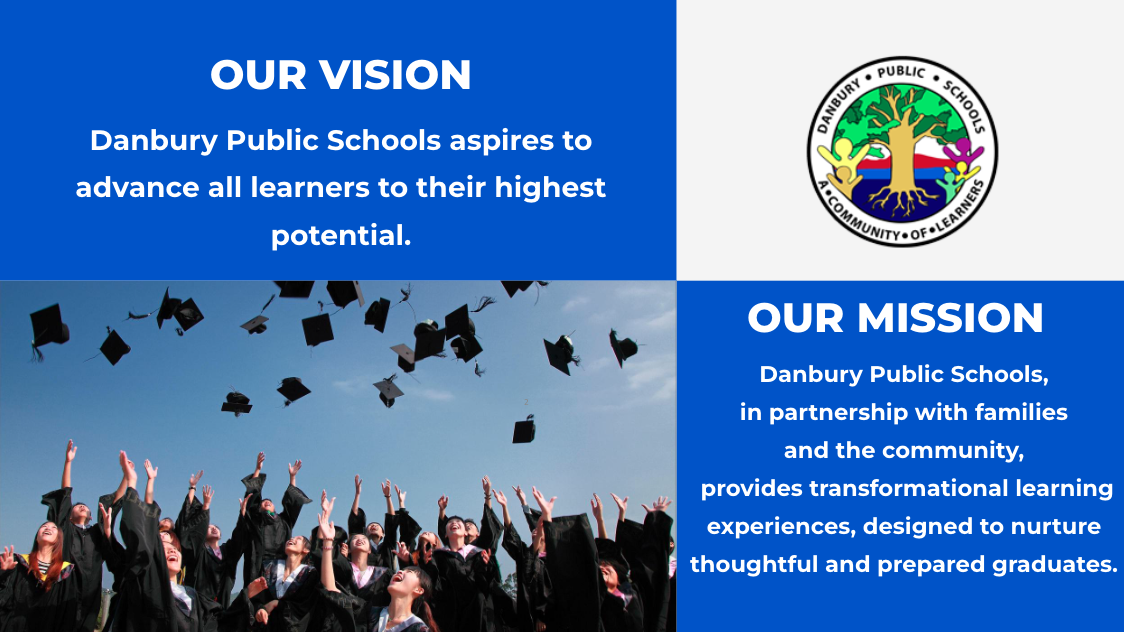 OUR VISION
Danbury Public Schools aspires to
advance all learners to their highest
potential.
DANBURY • PUBLIC • SCHOOLS
A•COMMUNITY•OF•LEARNERS
OUR MISSION
Danbury Public Schools,
in partnership with families
and the community,
provides transformational learning
experiences, designed to nurture
thoughtful and prepared graduates.